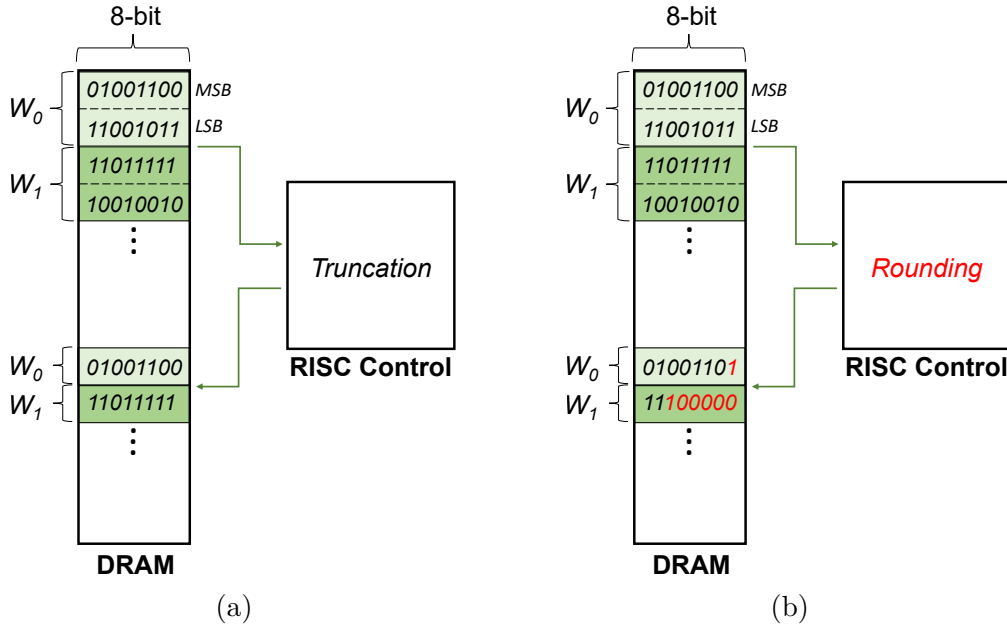 8-bit
W0
01001100 MSB
11001011 LSB
W1
11011111
10010010
Truncation
RISC Control
W0
01001100
W1
11011111
DRAM
(a)
8-bit
W0
01001100 MSB
11001011 LSB
W1
11011111
10010010
Rounding
RISC Control
W0
01001101
W1
11100000
DRAM
(b)